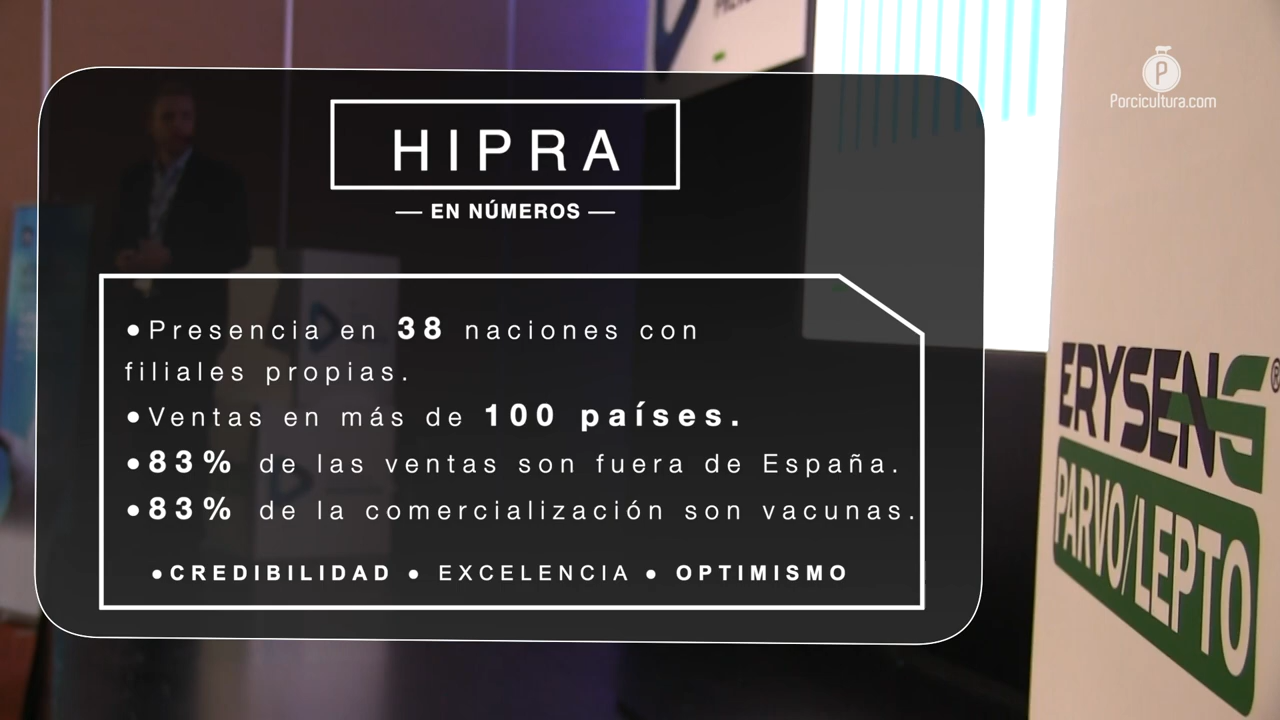 P
Porcicultura.com
HIPRA
— EN NÚMEROS —
•Presencia en 38 naciones con
filiales propias.
•Ventas en más de 100 países.
•83% de las ventas son fuera de España.
•83% de la comercialización son vacunas.
•CREDIBILIDAD • EXCELENCIA • OPTIMISMO
ERYSENG®
PARVO/LEPTO